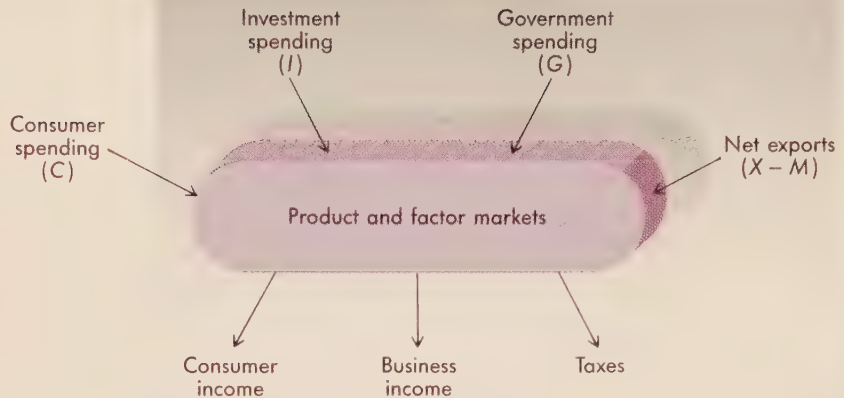 Investment
spending
(I)
Government
spending
(G)
Consumer
spending
(C)
Net exports
(X – M)
Product and factor markets
Consumer
income
Business
income
Taxes